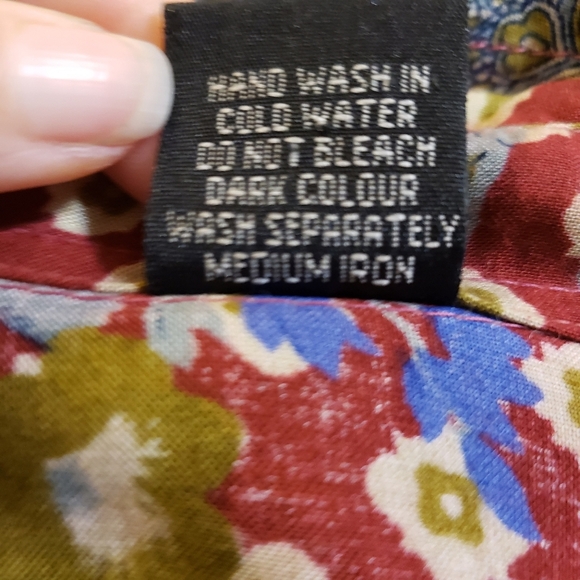 HAND WASH IN
COLD WATER
DO NOT BLEACH
DARK COLOUR
WASH SEPARATELY
MEDIUM IRON